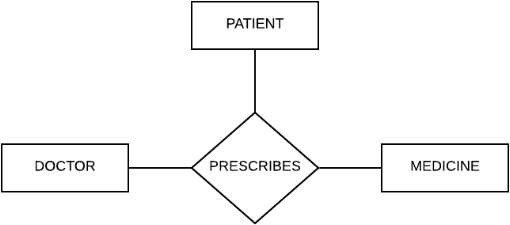 PATIENT
DOCTOR
PRESCRIBES
MEDICINE